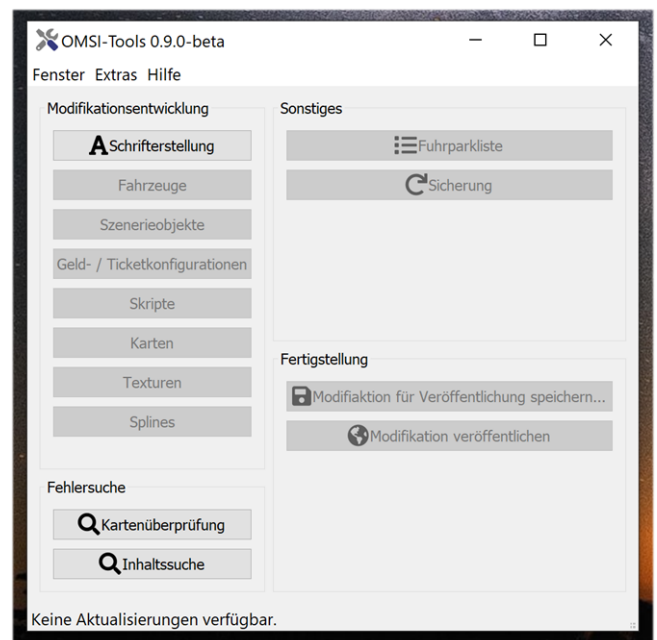 OMSI-Tools 0.9.0-beta
Fenster Extras Hilfe
Modifikationsentwicklung
Schrifterstellung
Fahrzeuge
Szenerieobjekte
Geld- / Ticketkonfigurationen
Skripte
Karten
Texturen
Splines
Fehlersuche
Kartenüberprüfung
Inhaltssuche
Sonstiges
Fuhrparkliste
Sicherung
Fertigstellung
Modifiaktion für Veröffentlichung speichern...
Modifikation veröffentlichen
Keine Aktualisierungen verfügbar.